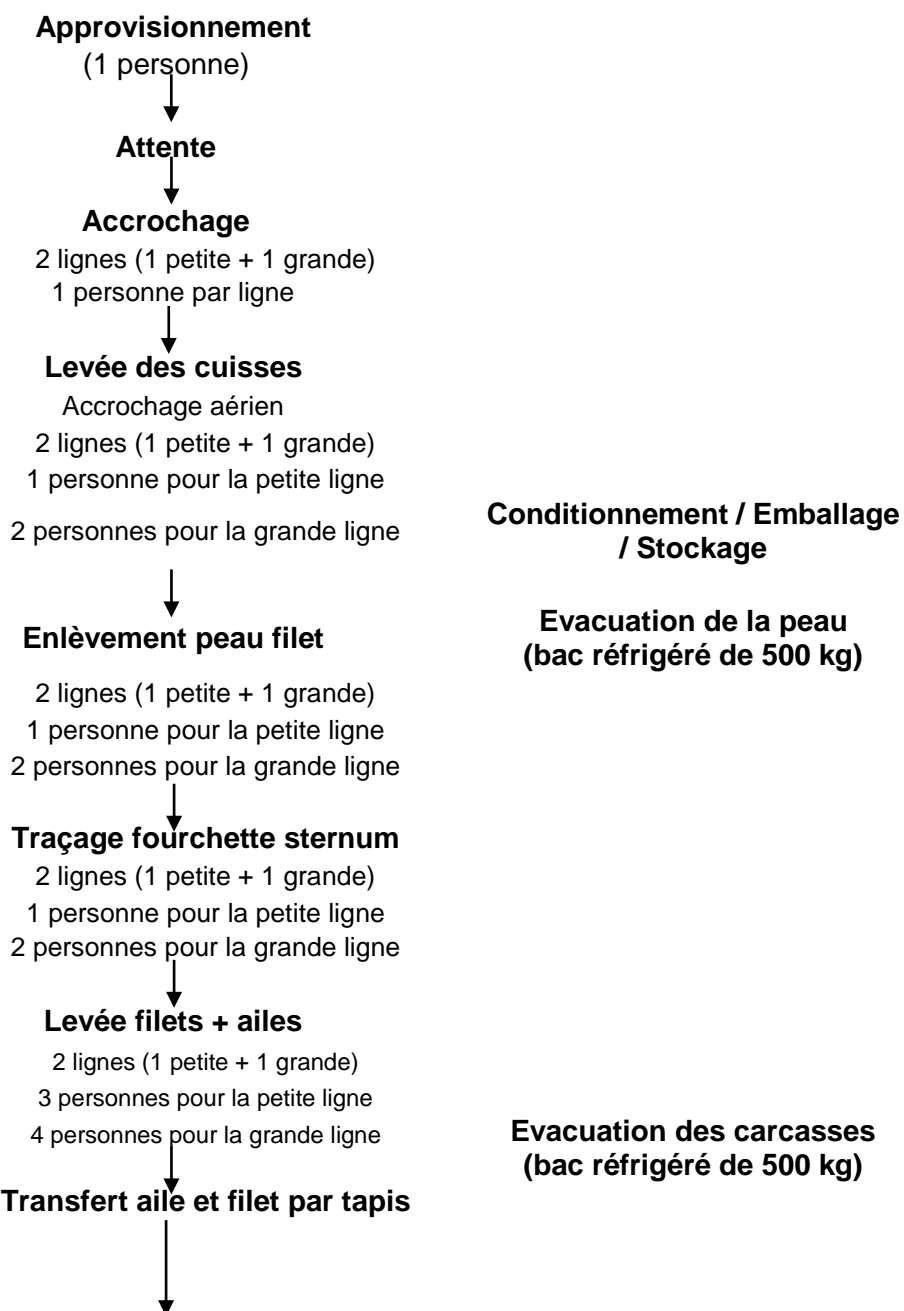 Approvisionnement
(1 personne)
Attente
Accrochage
2 lignes (1 petite + 1 grande)
1 personne par ligne
Levée des cuisses
Accrochage aérien
2 lignes (1 petite + 1 grande)
1 personne pour la petite ligne
2 personnes pour la grande ligne
Conditionnement / Emballage
/ Stockage
Enlèvement peau filet
Evacuation de la peau
(bac réfrigéré de 500 kg)
2 lignes (1 petite + 1 grande)
1 personne pour la petite ligne
2 personnes pour la grande ligne
Traçage fourchette sternum
2 lignes (1 petite + 1 grande)
1 personne pour la petite ligne
2 personnes pour la grande ligne
Levée filets + ailes
2 lignes (1 petite + 1 grande)
3 personnes pour la petite ligne
4 personnes pour la grande ligne
Evacuation des carcasses
(bac réfrigéré de 500 kg)
Transfert aile et filet par tapis